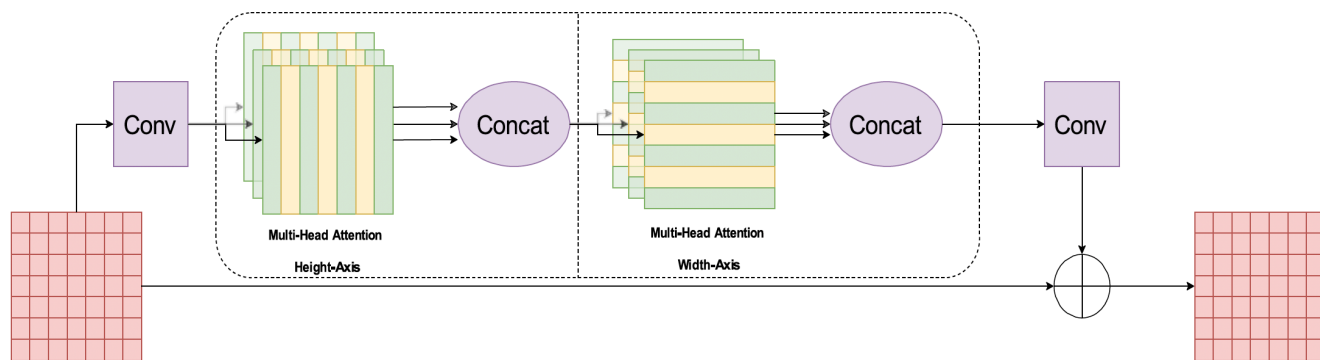 Conv
Concat
Concat
Conv
Multi-Head Attention
Height-Axis
Multi-Head Attention
Width-Axis